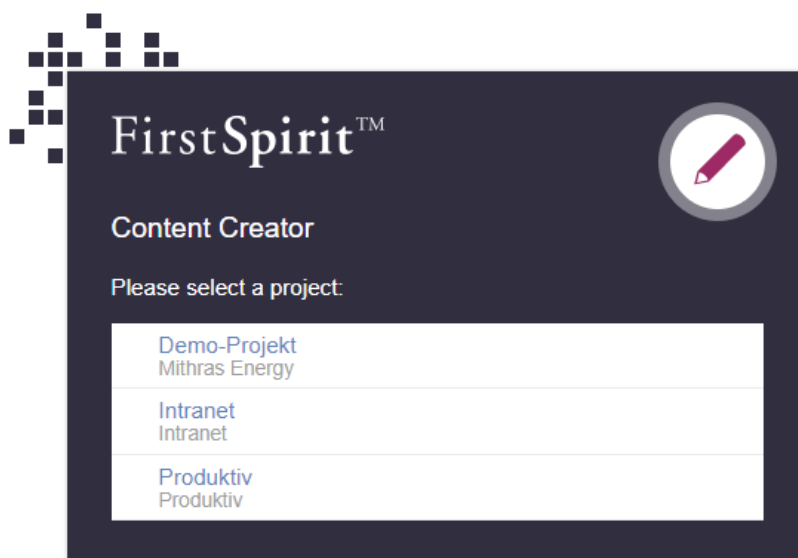 FirstSpirit™
Content Creator
Please select a project:
Demo-Projekt
Mithras Energy
Intranet
Intranet
Produktiv
Produktiv